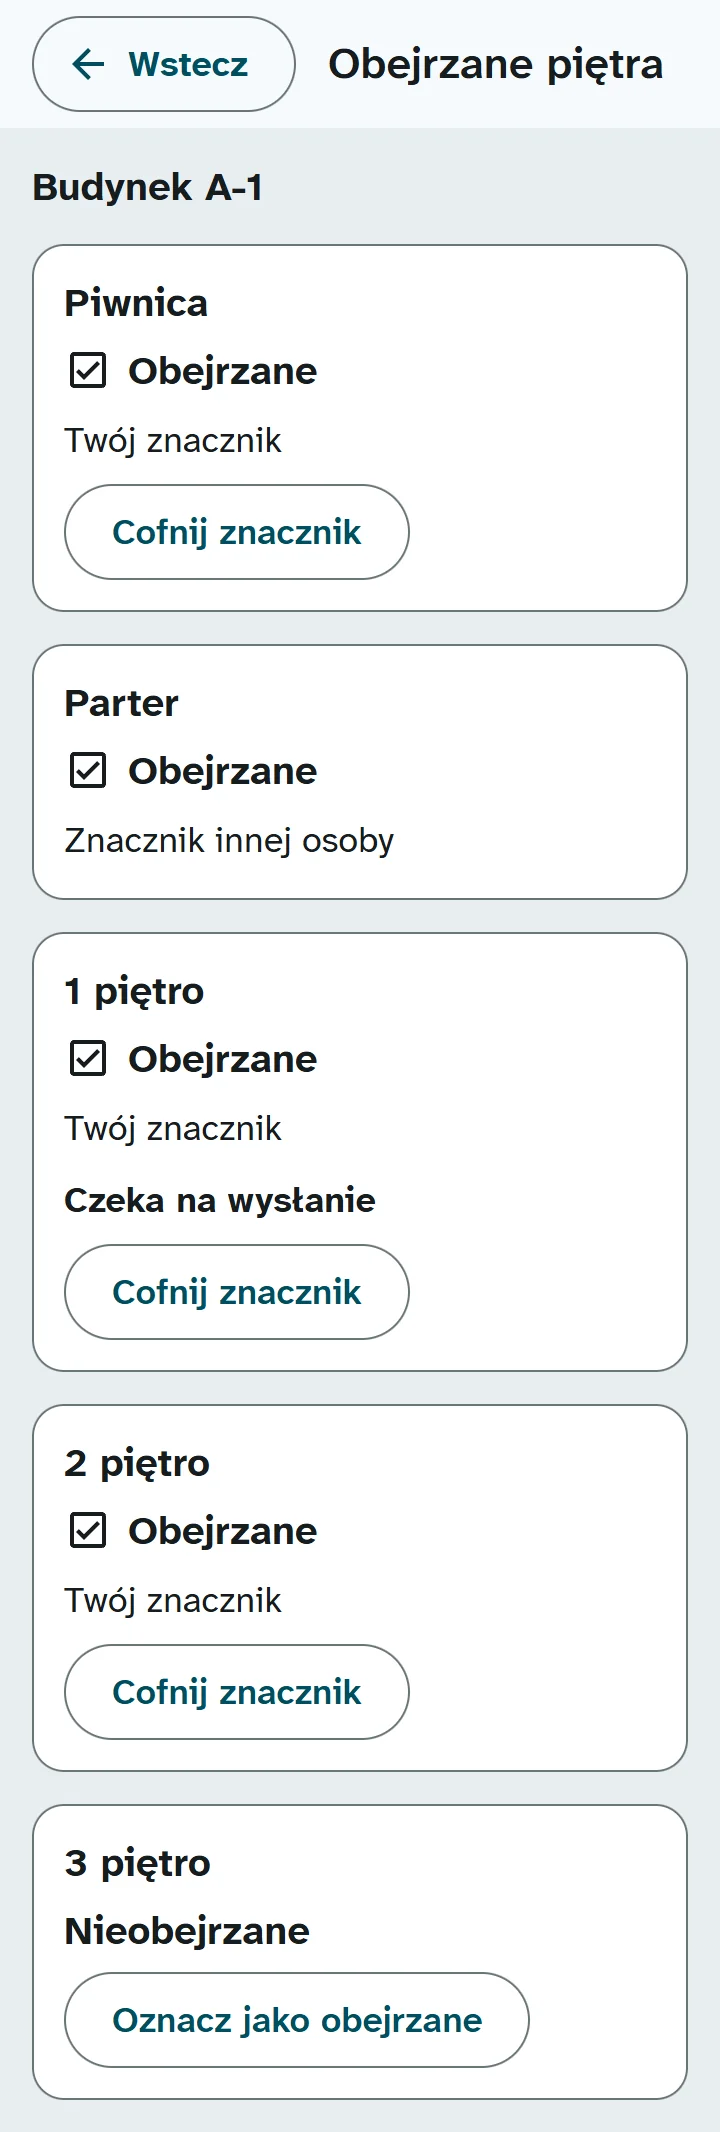 Wstecz
Obejrzane piętra
Budynek A-1
Piwnica
Obejrzane
Twój znacznik
Cofnij znacznik
Parter
Obejrzane
Znacznik innej osoby
1 piętro
Obejrzane
Twój znacznik
Czeka na wysłanie
Cofnij znacznik
2 piętro
Obejrzane
Twój znacznik
Cofnij znacznik
3 piętro
Nieobejrzane
Oznacz jako obejrzane